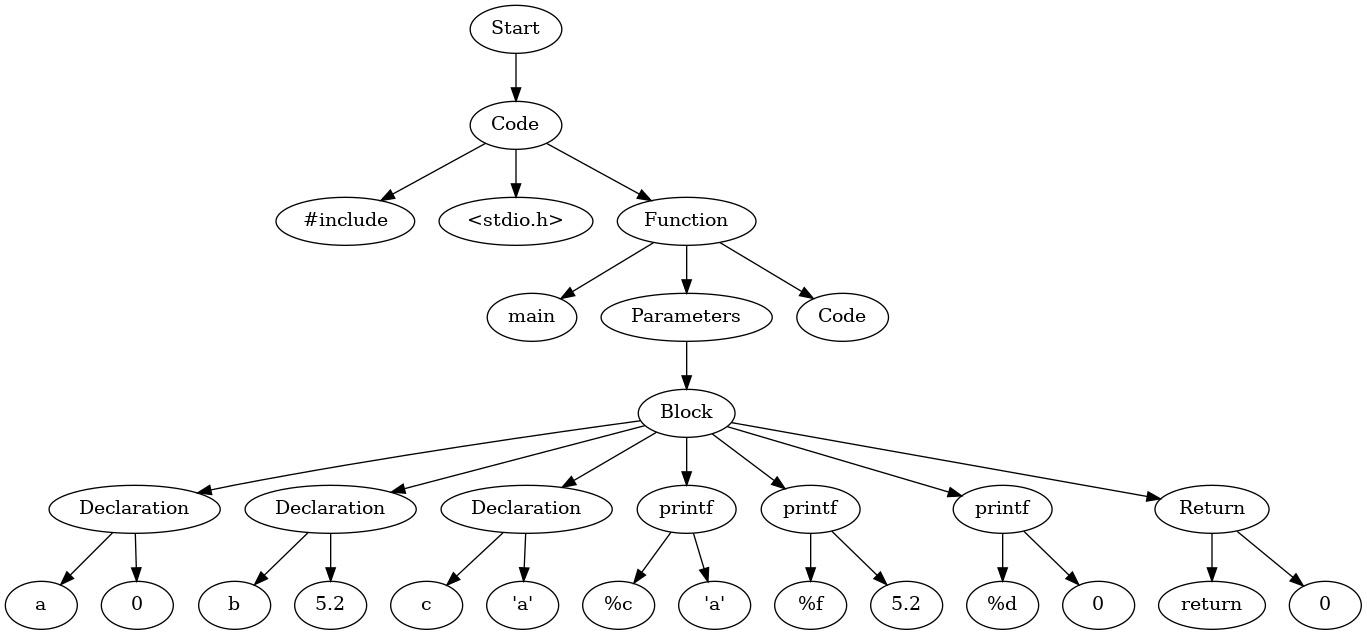 Start
Code
#include <stdio.h> Function
main Parameters Code
Block
Declaration Declaration Declaration printf printf printf Return
a 0 b 5.2 c 'a' %c 'a' %f 5.2 %d 0 return 0